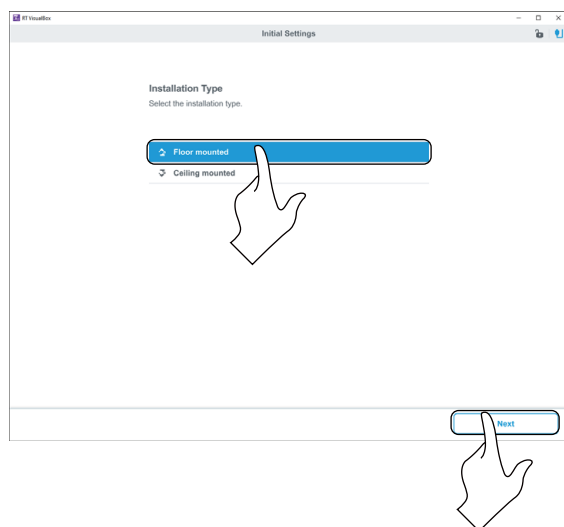 RT VisualBox
Initial Settings
Installation Type
Select the installation type.
Floor mounted
Ceiling mounted
Next